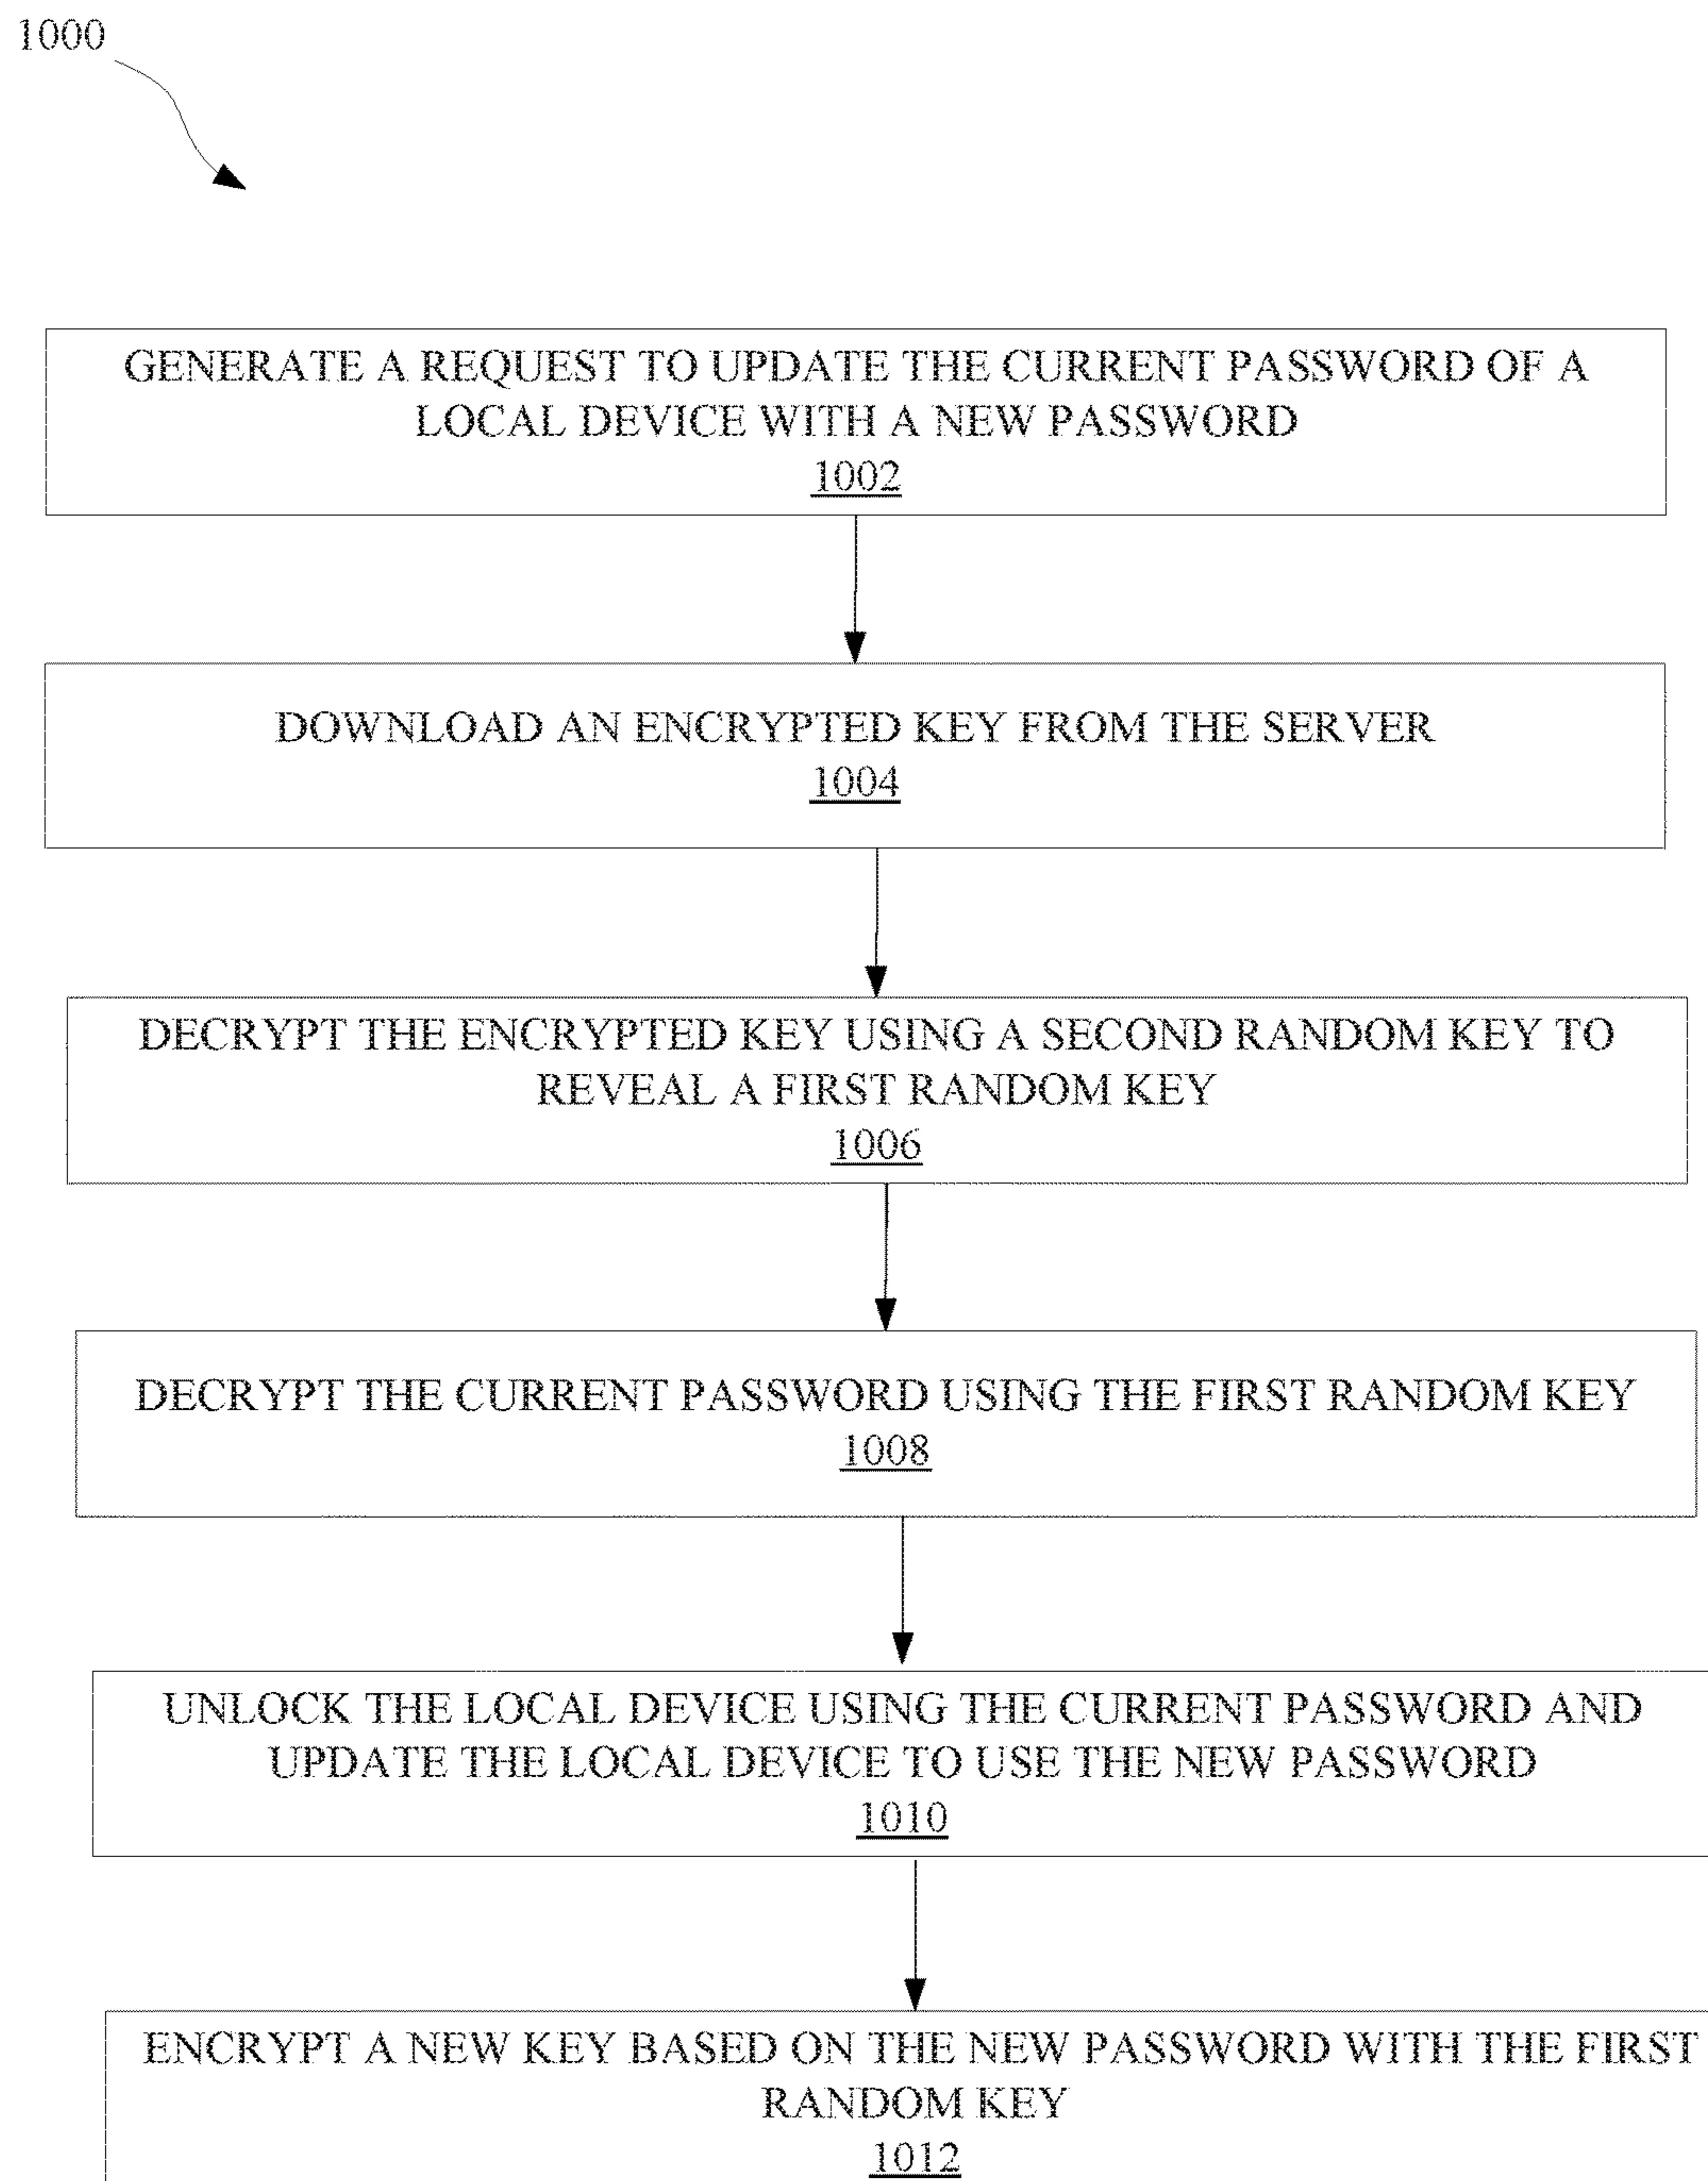 1000
GENERATE A REQUEST TO UPDATE THE CURRENT PASSWORD OF A
LOCAL DEVICE WITH A NEW PASSWORD
1002
DOWNLOAD AN ENCRYPTED KEY FROM THE SERVER
1004
DECRYPT THE ENCRYPTED KEY USING A SECOND RANDOM KEY TO
REVEAL A FIRST RANDOM KEY
1006
DECRYPT THE CURRENT PASSWORD USING THE FIRST RANDOM KEY
1008
UNLOCK THE LOCAL DEVICE USING THE CURRENT PASSWORD AND
UPDATE THE LOCAL DEVICE TO USE THE NEW PASSWORD
1010
ENCRYPT A NEW KEY BASED ON THE NEW PASSWORD WITH THE FIRST
RANDOM KEY
1012